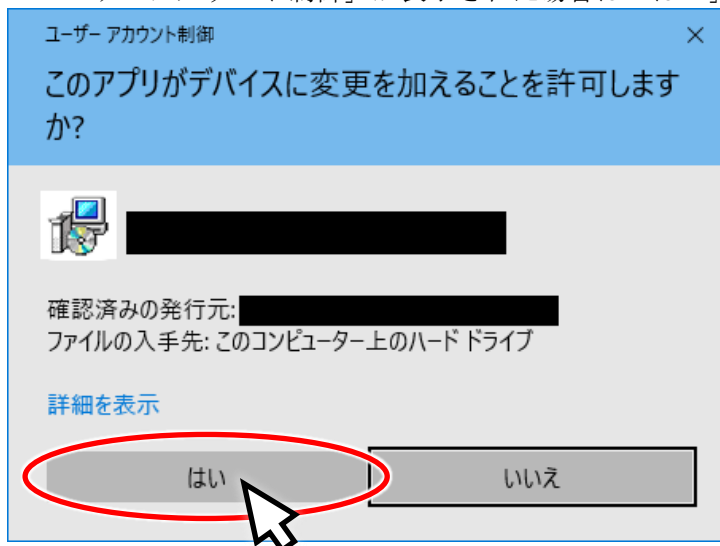 ユーザー アカウント制御
このアプリがデバイスに変更を加えることを許可します
か?
確認済みの発行元:
ファイルの入手先: このコンピューター上のハード ドライブ
詳細を表示
はい
いいえ